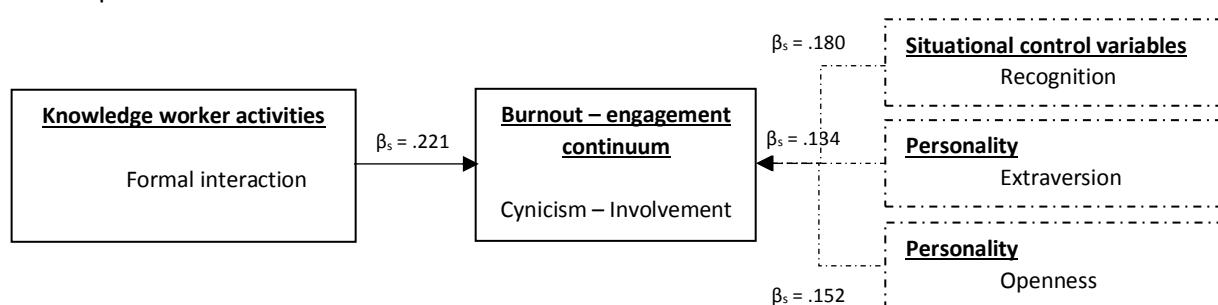 Knowledge worker activities
Formal interaction
βs = .221
Burnout – engagement
continuum
Cynicism – Involvement
βs = .180
βs = .134
βs = .152
Situational control variables
Recognition
Personality
Extraversion
Personality
Openness